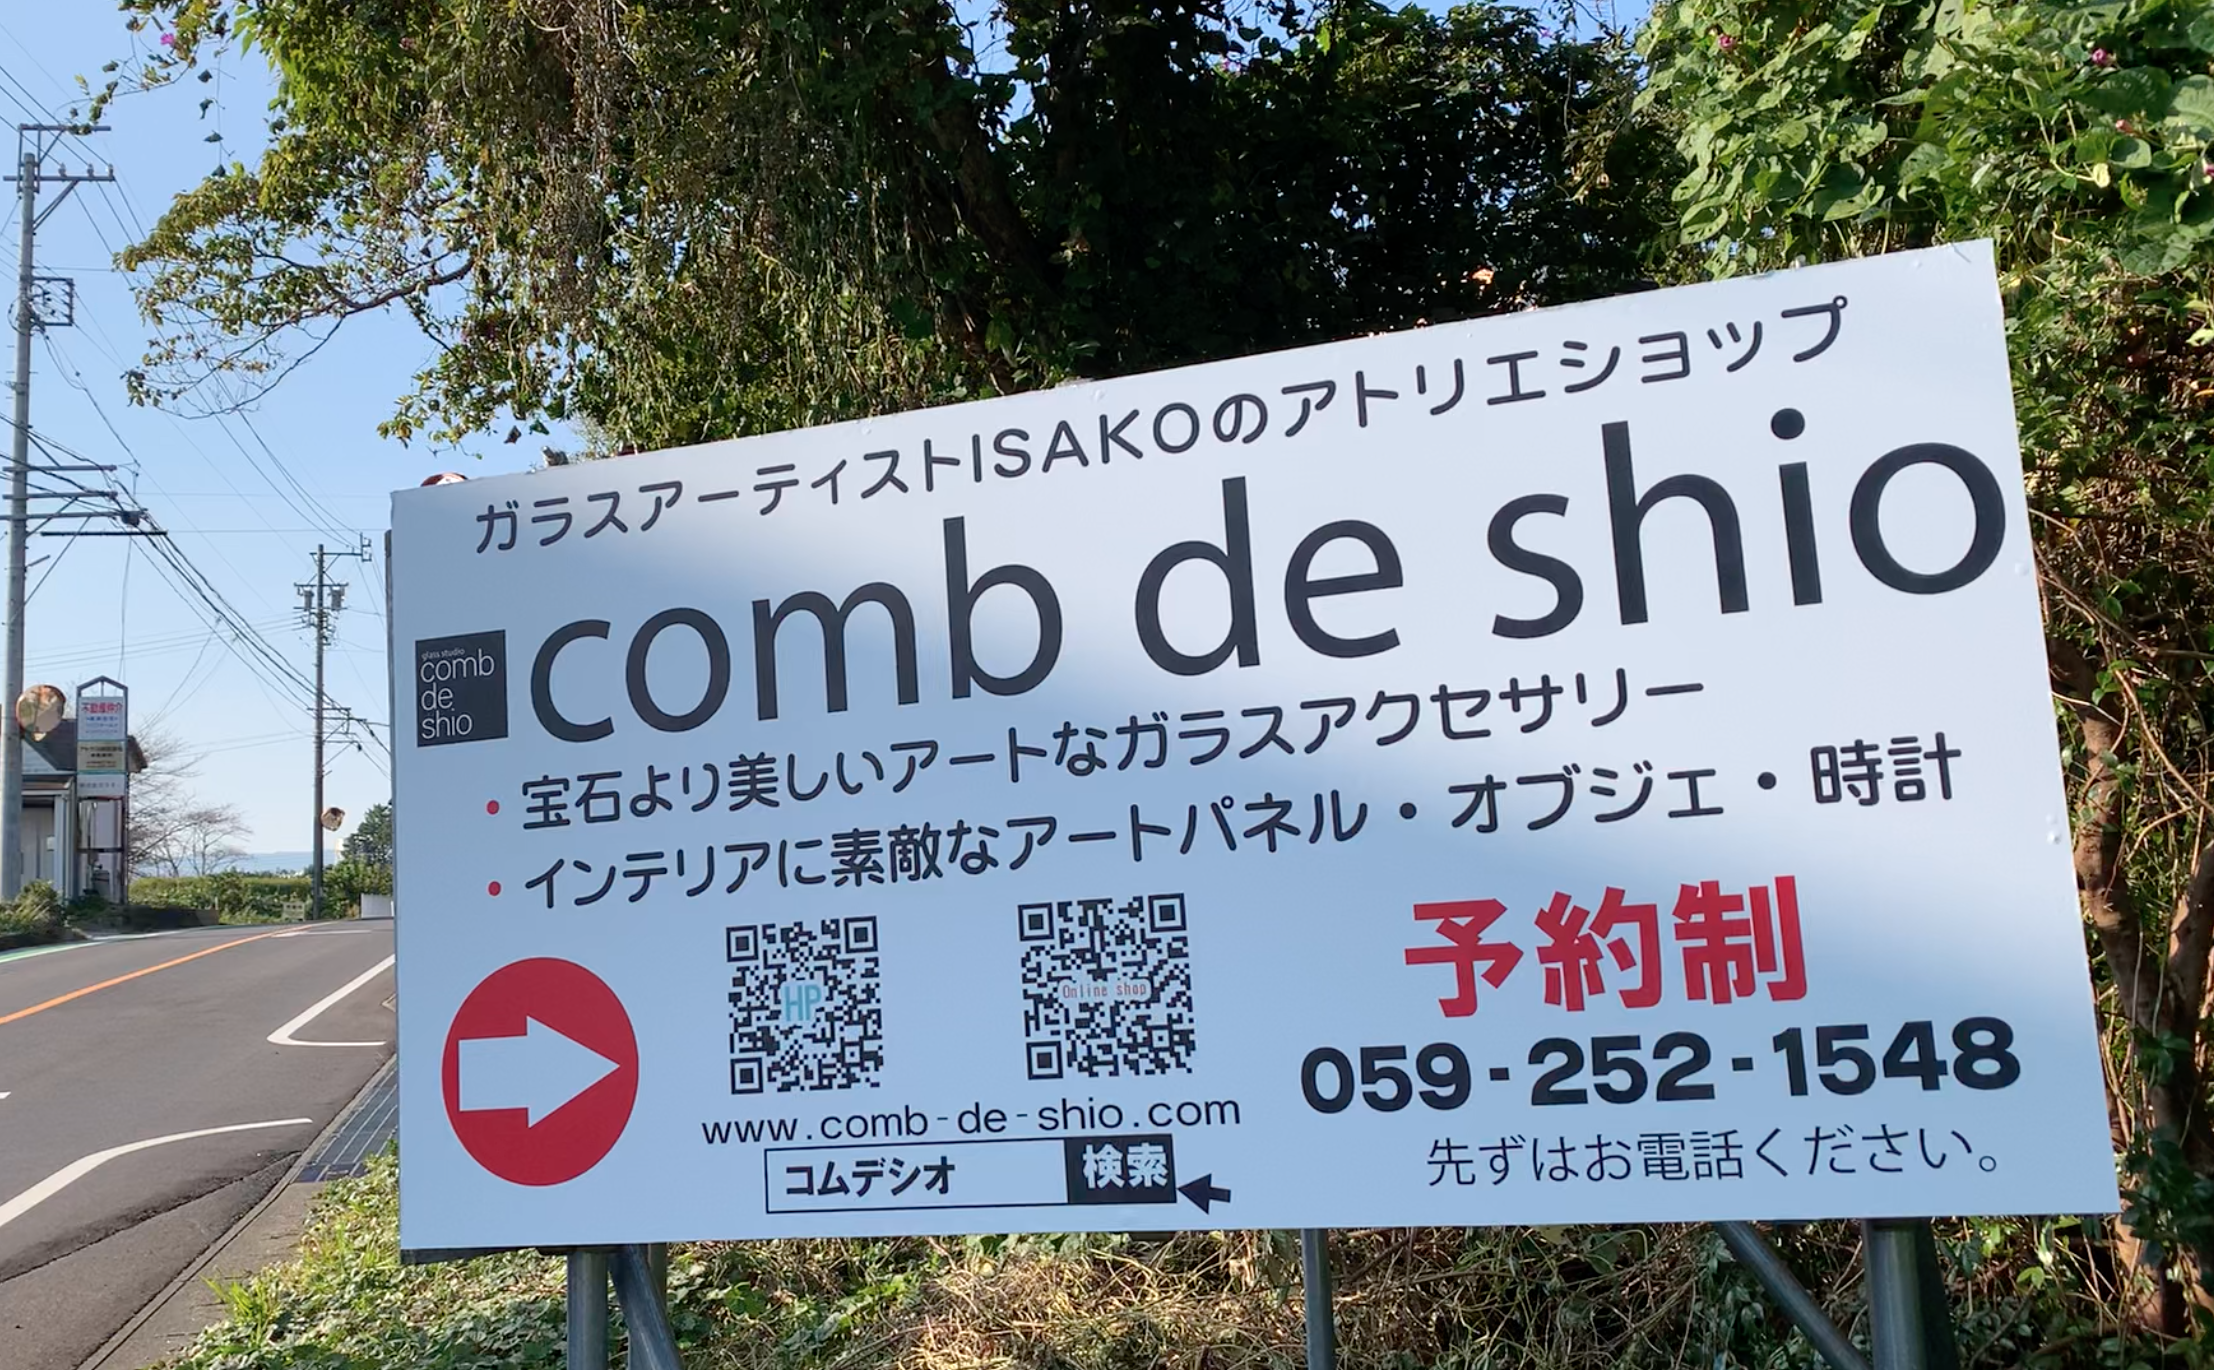 ガラスアーティストISAKOのアトリエショップ
comb de shio
glass studio
comb
de
shio
・宝石より美しいアートなガラスアクセサリー
・インテリアに素敵なアートパネル・オブジェ・時計
HP
Online shop
予約制
059-252-1548
www.comb-de-shio.com
コムデシオ 検索
先ずはお電話ください。
不動産仲介